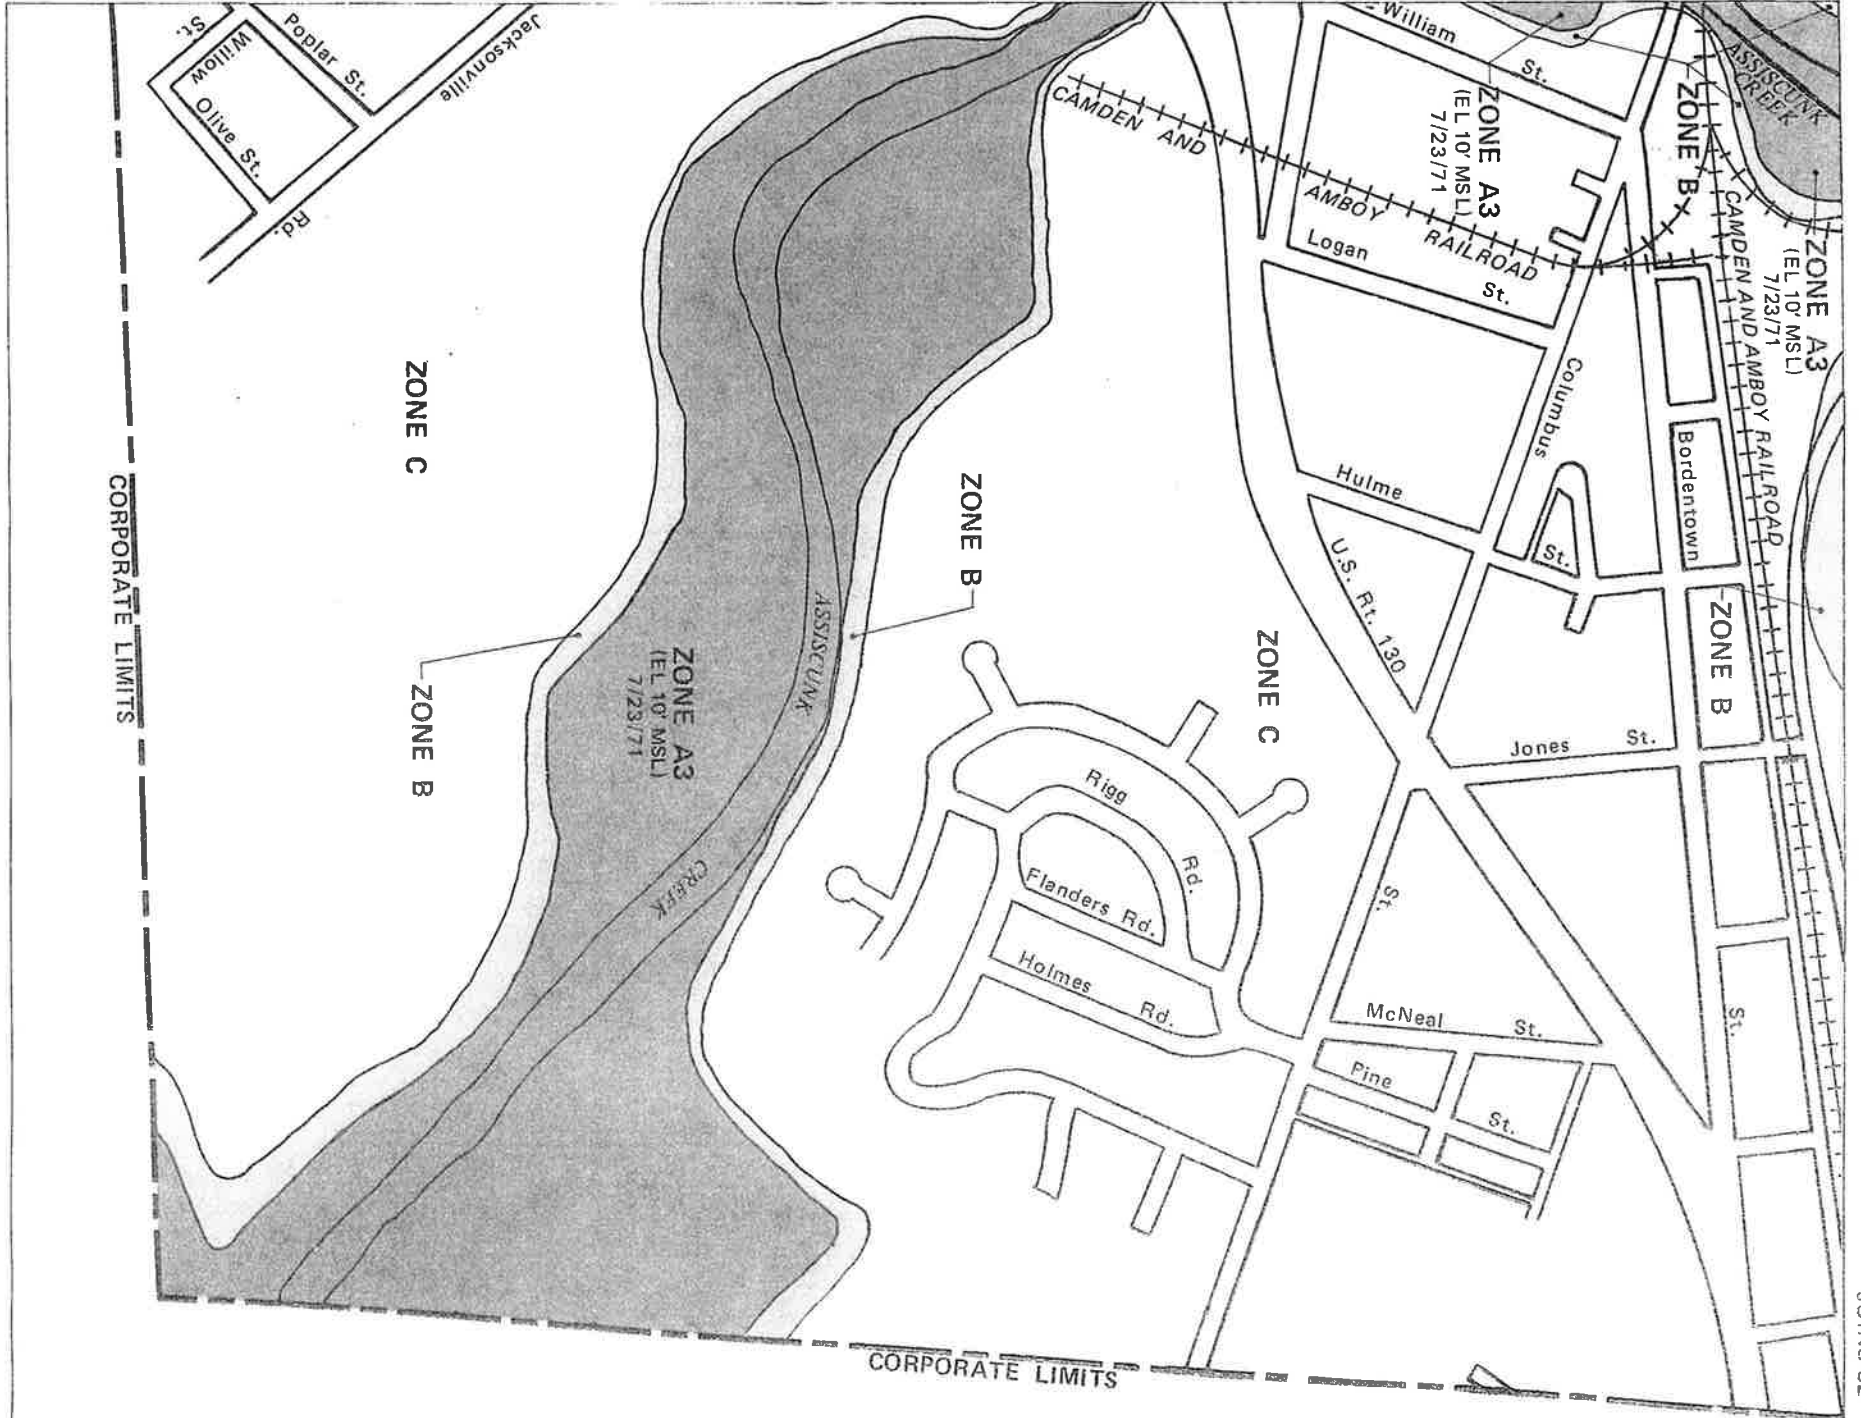 Jacksonville
Rd.
Poplar St.
Willow
St.
Olive St.
ZONE C
CORPORATE LIMITS
ZONE B
ZONE A3
(EL 10' MSL)
7/23/71
ASSISCUNK
CREEK
ZONE B
ZONE C
CAMDEN AND
AMBOY
RAILROAD
William
St.
ZONE A3
(EL 10' MSL)
7/23/71
ZONE B
ASSISCUNK
CREEK
ZONE A3
(EL 10' MSL)
7/23/71
CAMDEN AND AMBOY RAILROAD
Logan
St.
Columbus
St.
Hulme
St.
U.S. Rt. 130
Bordentown
St.
ZONE B
Jones St.
Rigg
Rd.
Flanders Rd.
Holmes Rd.
McNeal St.
Pine
St.
CORPORATE LIMITS